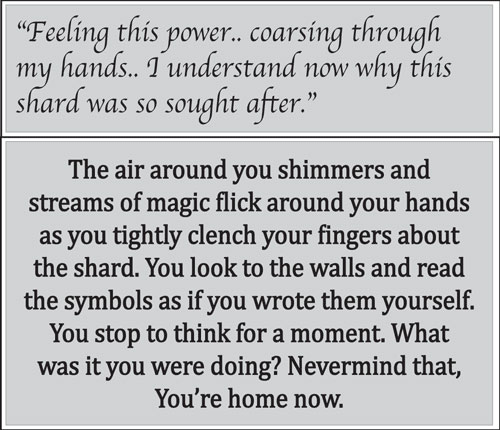 “Feeling this power.. coarsing through
my hands.. I understand now why this
shard was so sought after.”
The air around you shimmers and
streams of magic flick around your hands
as you tightly clench your fingers about
the shard. You look to the walls and read
the symbols as if you wrote them yourself.
You stop to think for a moment. What
was it you were doing? Nevermind that,
You’re home now.